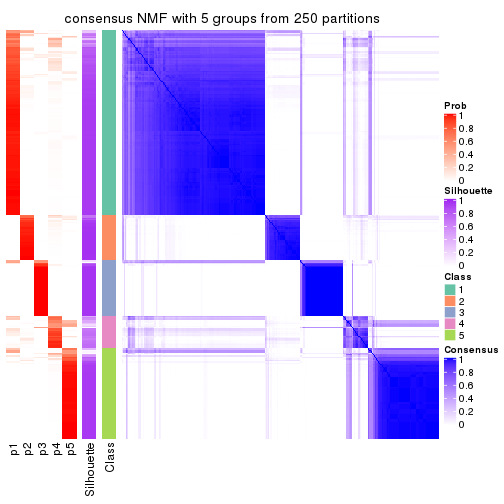 consensus NMF with 5 groups from 250 partitions
Prob
1
0.8
0.6
0.4
0.2
0
Silhouette
1
0.8
0.6
0.4
0.2
0
Class
1
2
3
4
5
Consensus
1
0.8
0.6
0.4
0.2
0
p1
p2
p3
p4
p5
Silhouette
Class